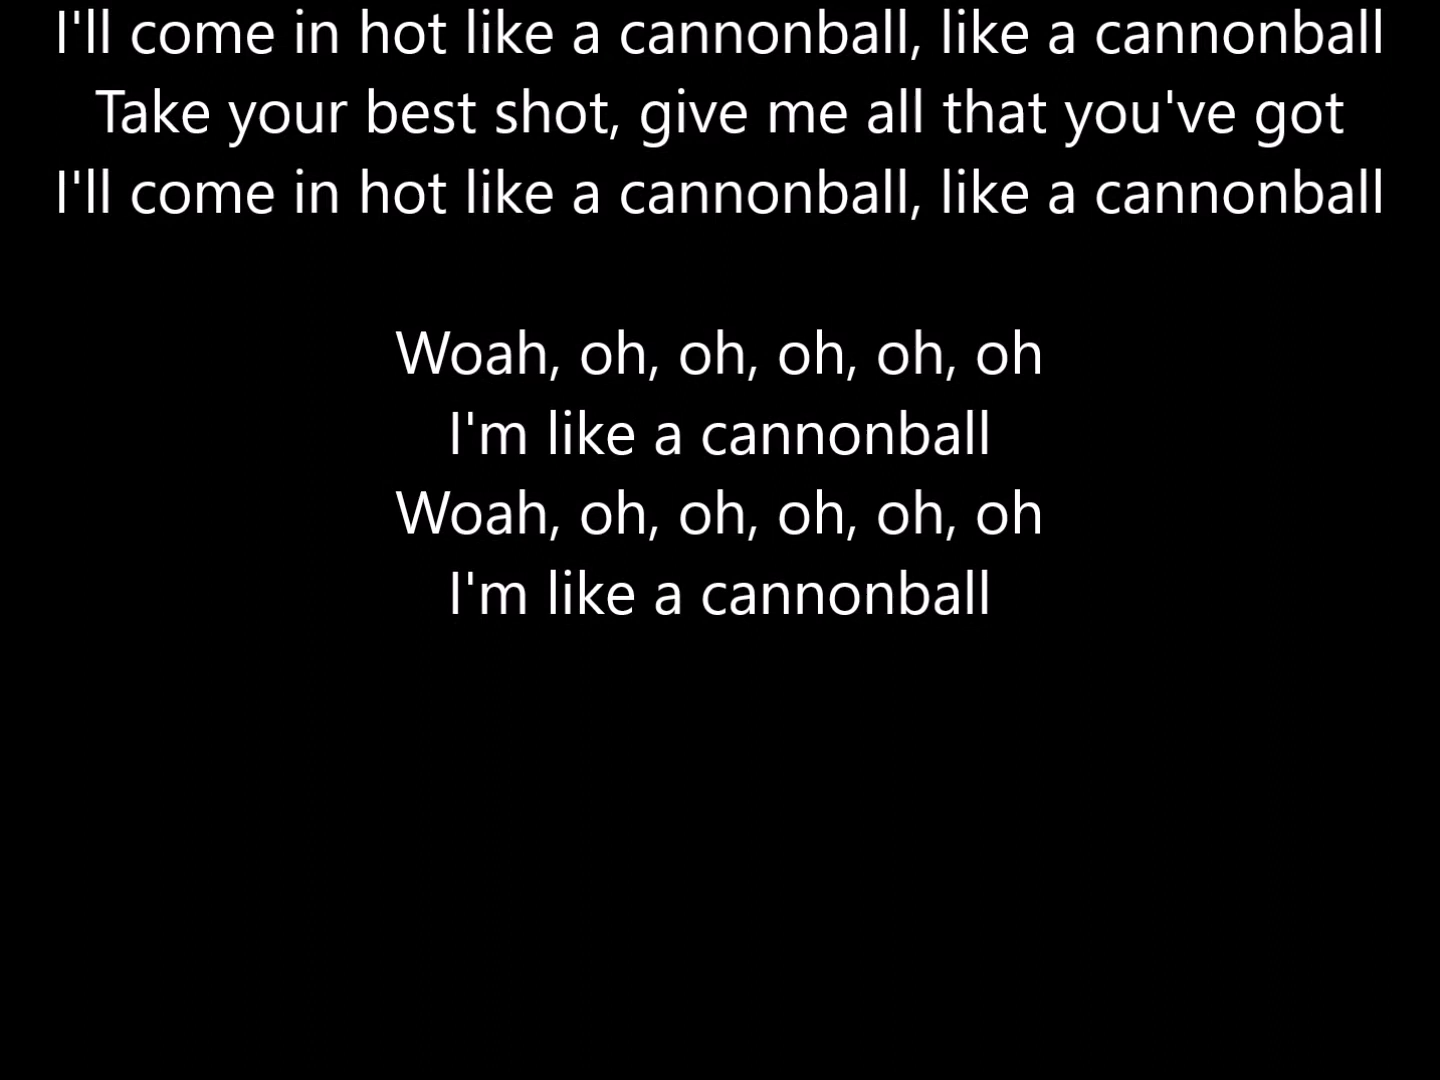 I'll come in hot like a cannonball, like a cannonball
Take your best shot, give me all that you've got
I'll come in hot like a cannonball, like a cannonball
Woah, oh, oh, oh, oh, oh
I'm like a cannonball
Woah, oh, oh, oh, oh, oh
I'm like a cannonball